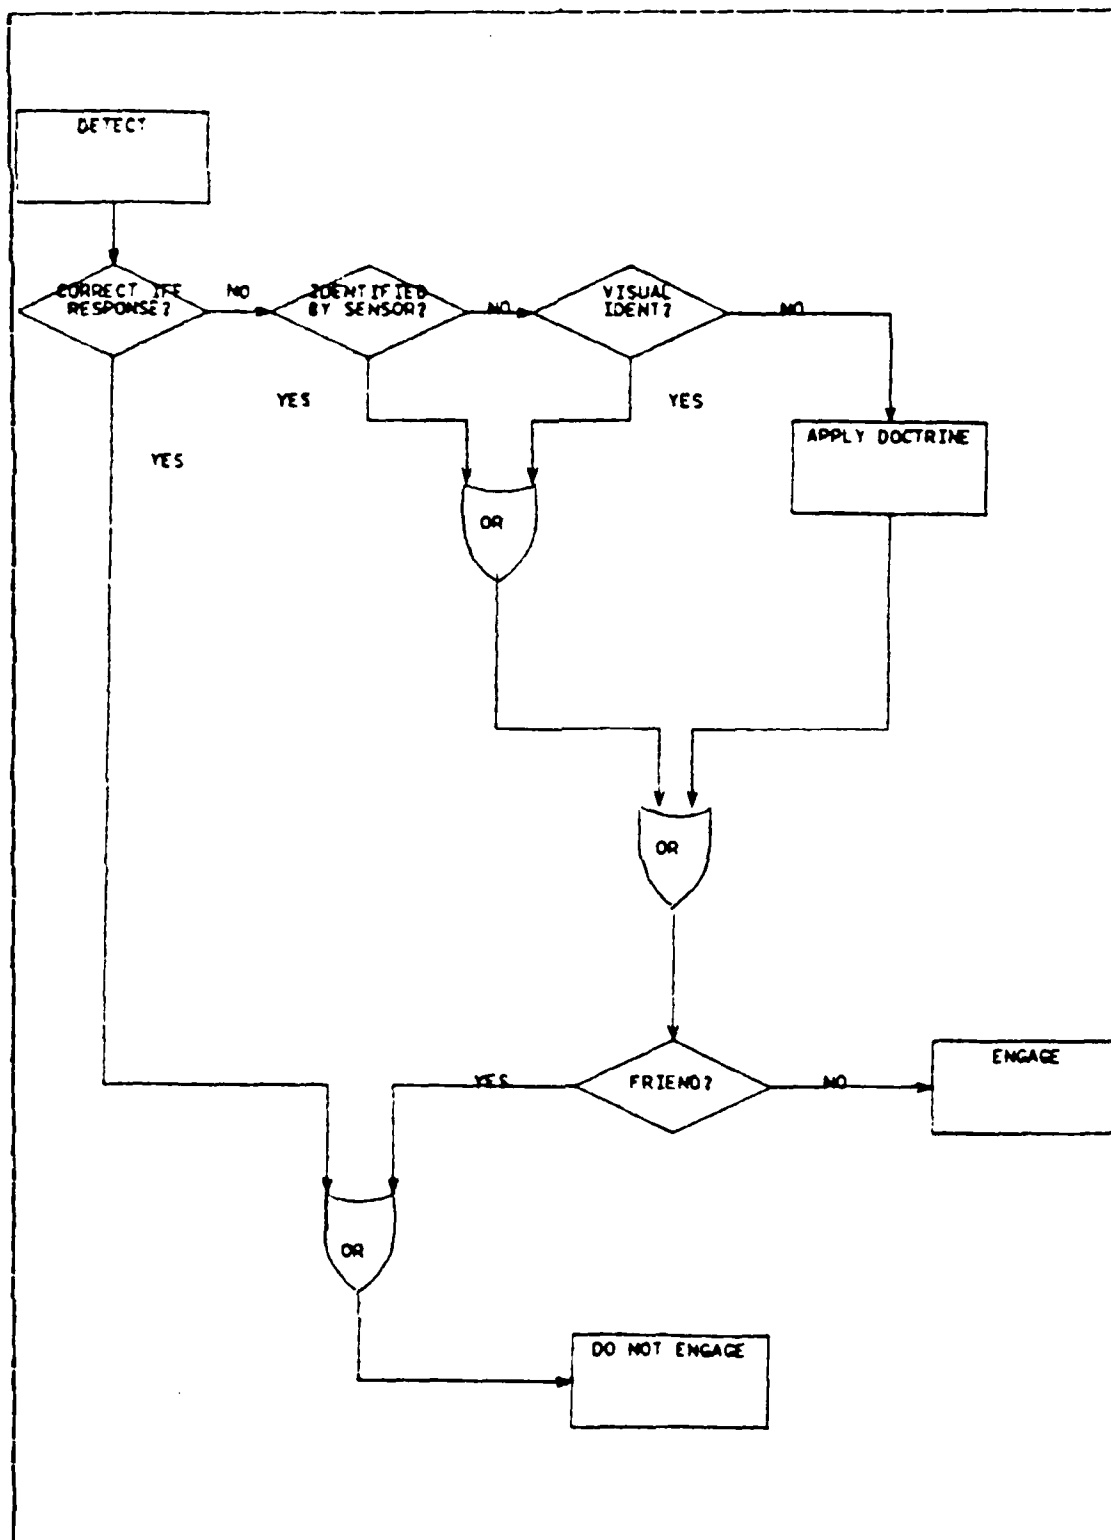 DETECT
CORRECT IFF
RESPONSE?
NO
IDENTIFIED
BY SENSOR?
NO
VISUAL
IDENT?
NO
YES
YES
YES
APPLY DOCTRINE
OR
OR
YES
FRIEND?
NO
ENGAGE
OR
DO NOT ENGAGE